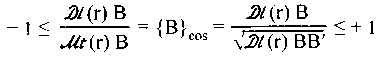 − 1 ≤ 𝒟ℓ (r) B / ℳt (r) B = {B}cos = 𝒟ℓ (r) B / √𝒟ℓ (r) BB′ ≤ + 1